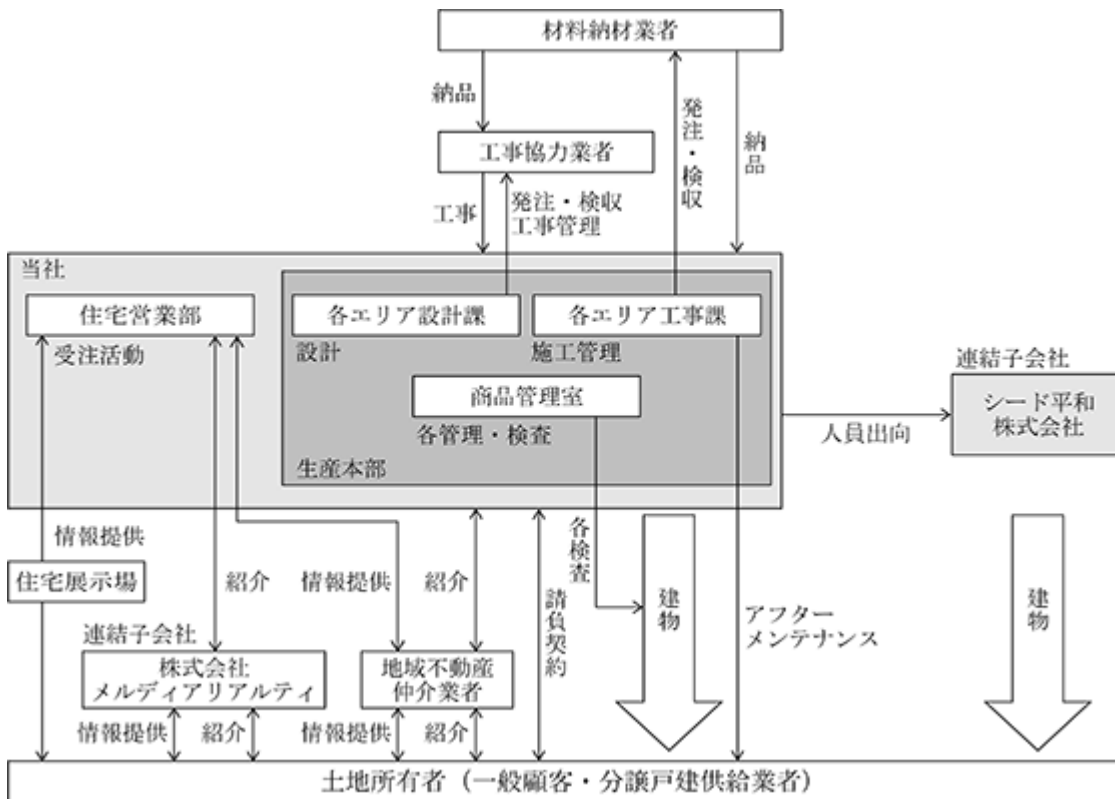 材料納材業者
納品
発注・検収
納品
工事協力業者
工事
発注・検収
工事管理
当社
住宅営業部
受注活動
各エリア設計課
設計
各エリア工事課
施工管理
商品管理室
各管理・検査
生産本部
連結子会社
シード平和
株式会社
人員出向
情報提供
住宅展示場
紹介
情報提供
紹介
請負契約
各検査
建物
アフター
メンテナンス
建物
連結子会社
株式会社
メルディアリアルティ
地域不動産
仲介業者
情報提供
紹介
情報提供
紹介
土地所有者（一般顧客・分譲戸建供給業者）